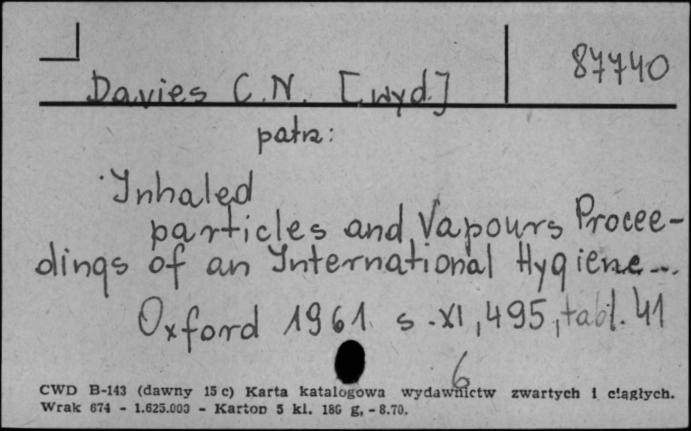 87740
Davies C.N. [wyd.]
patrz:
Inhaled
particles and Vapours Procee-
dings of an International Hygiene...
Oxford 1961 s. XI, 495, tabl. 41
6
CWD B-143 (dawny 15 c) Karta katalogowa wydawnictw zwartych i ciągłych.
Wrak 674 - 1.625.003 - Karton 5 kl. 180 g. - 8.70.